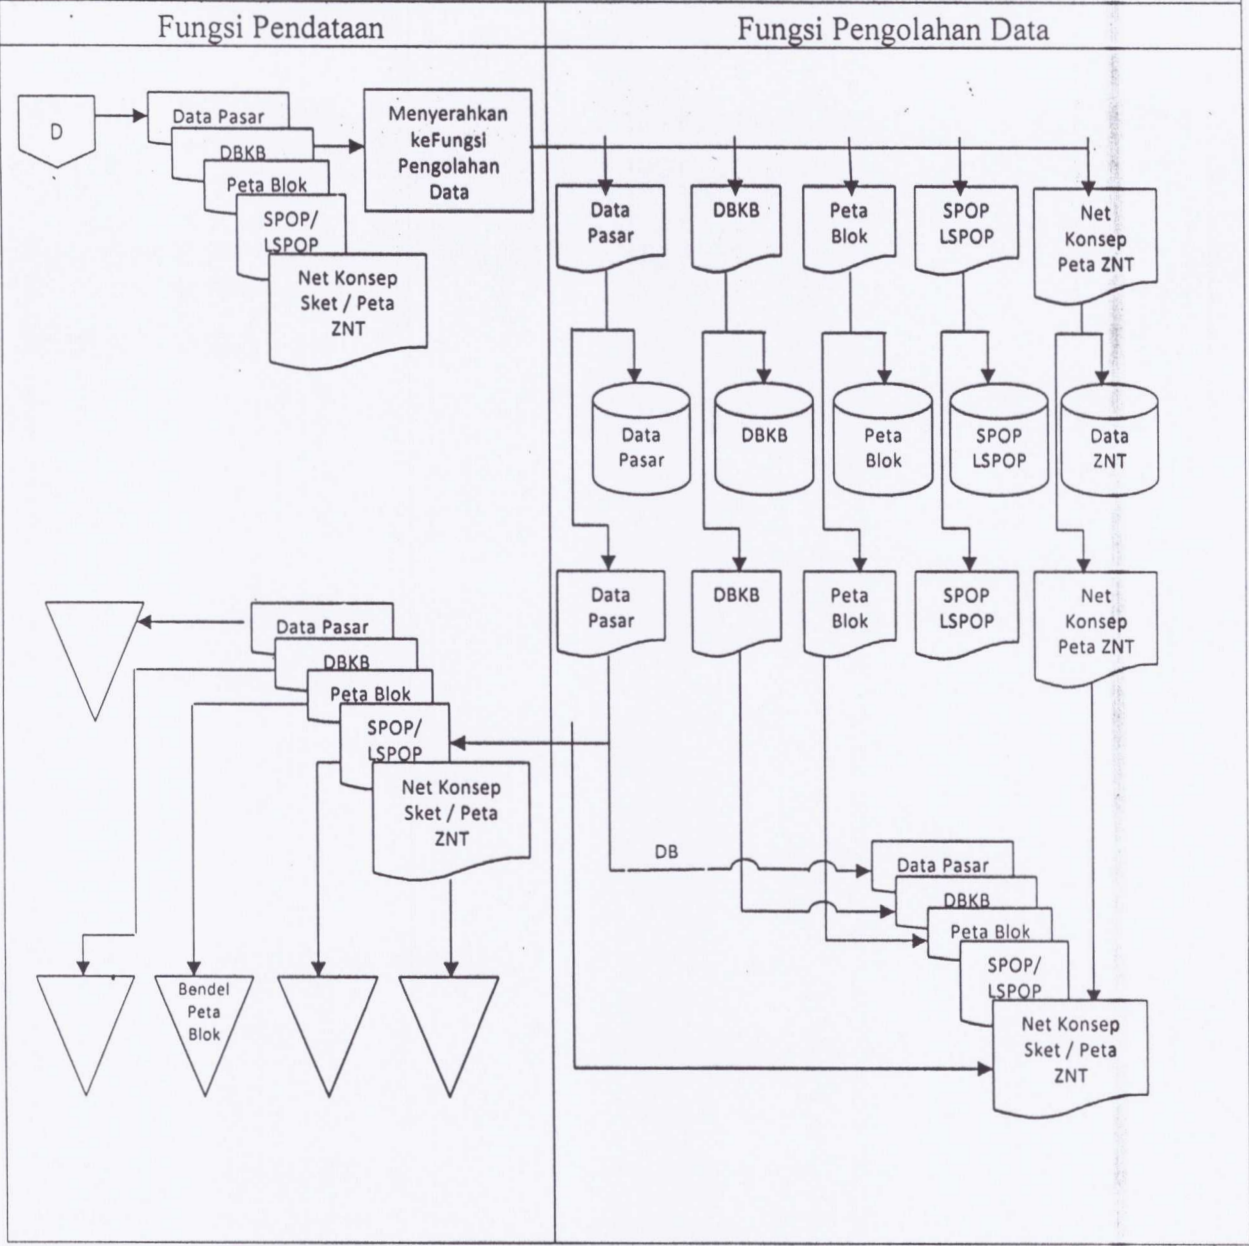 Fungsi Pendataan
Fungsi Pengolahan Data
D
Data Pasar
DBKB
Peta Blok
SPOP/
LSPOP
Net Konsep
Sket / Peta
ZNT
Menyerahkan
keFungsi
Pengolahan
Data
Data
Pasar
DBKB
Peta
Blok
SPOP
LSPOP
Net
Konsep
Peta ZNT
Data
Pasar
DBKB
Peta
Blok
SPOP
LSPOP
Data
ZNT
Data
Pasar
DBKB
Peta
Blok
SPOP
LSPOP
Net
Konsep
Peta ZNT
Data Pasar
DBKB
Peta Blok
SPOP/
LSPOP
Net Konsep
Sket / Peta
ZNT
Bendel
Peta
Blok
DB
Data Pasar
DBKB
Peta Blok
SPOP/
LSPOP
Net Konsep
Sket / Peta
ZNT